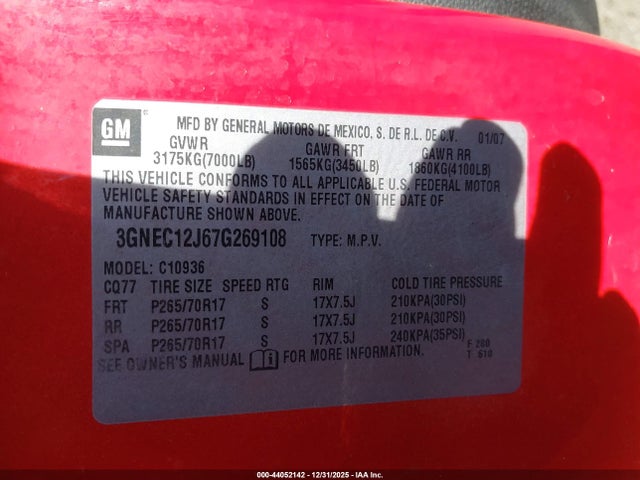 GM
©
MFD BY GENERAL MOTORS DE MEXICO, S. DE R.L. DE C.V. 01/07
GVWR GAWR FRT GAWR RR
3175KG(7000LB) 1565KG(3450LB) 1860KG(4100LB)
THIS VEHICLE CONFORMS TO ALL APPLICABLE U.S. FEDERAL MOTOR
VEHICLE SAFETY STANDARDS IN EFFECT ON THE DATE OF
MANUFACTURE SHOWN ABOVE.
3GNEC12J67G269108 TYPE: M.P.V.
MODEL: C10936
CQ77 TIRE SIZE SPEED RTG RIM COLD TIRE PRESSURE
FRT P265/70R17 S 17X7.5J 210KPA(30PSI)
RR P265/70R17 S 17X7.5J 210KPA(30PSI)
SPA P265/70R17 S 17X7.5J 240KPA(35PSI)
SEE OWNER'S MANUAL FOR MORE INFORMATION.
F 260
T 610
000-44052142 - 12/31/2025 - IAA Inc.